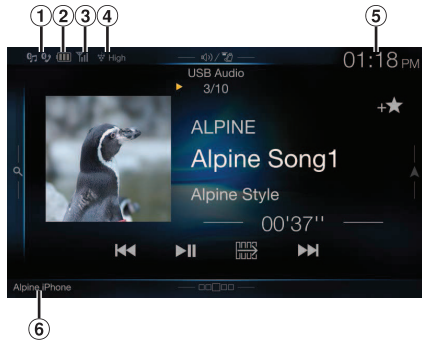 ① ② ③ ④ ⑤
High
01:18 PM
USB Audio
3/10
ALPINE
Alpine Song1
Alpine Style
00'37''
Alpine iPhone
⑥